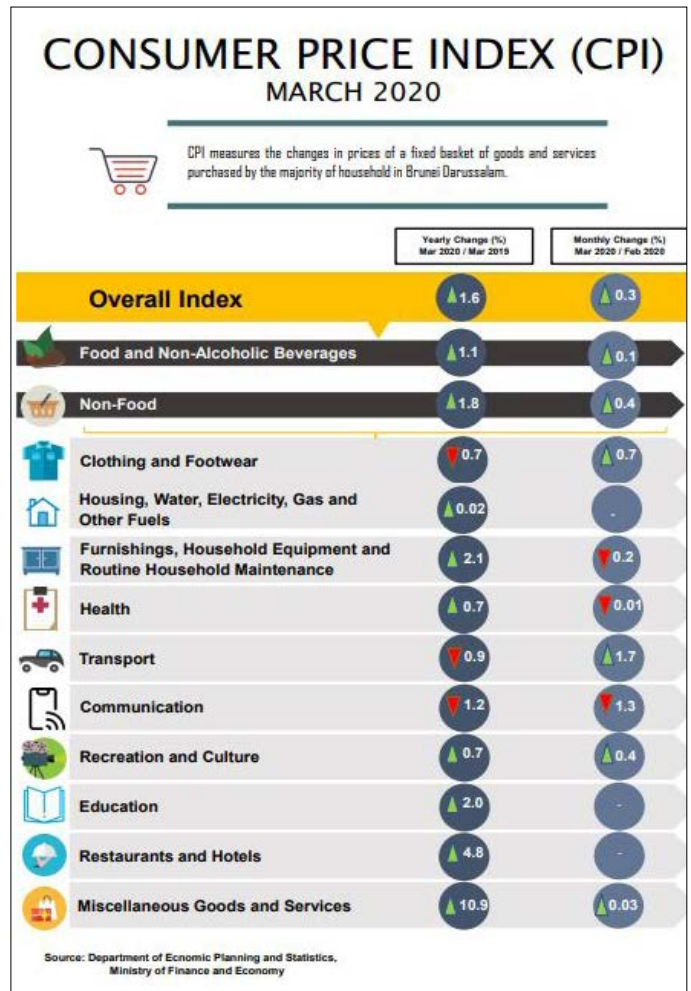 CONSUMER PRICE INDEX (CPI)
MARCH 2020
CPI measures the changes in prices of a fixed basket of goods and services
purchased by the majority of household in Brunei Darussalam.
Yearly Change (%)
Mar 2020 / Mar 2019
Monthly Change (%)
Mar 2020 / Feb 2020
Overall Index 1.6 0.3
Food and Non-Alcoholic Beverages 1.1 0.1
Non-Food 1.8 0.4
Clothing and Footwear 0.7 0.7
Housing, Water, Electricity, Gas and
Other Fuels 0.02 -
Furnishings, Household Equipment and
Routine Household Maintenance 2.1 0.2
Health 0.7 0.01
Transport 0.9 1.7
Communication 1.2 1.3
Recreation and Culture 0.7 0.4
Education 2.0 -
Restaurants and Hotels 4.8 -
Miscellaneous Goods and Services 10.9 0.03
Source: Department of Ecnomic Planning and Statistics,
Ministry of Finance and Economy